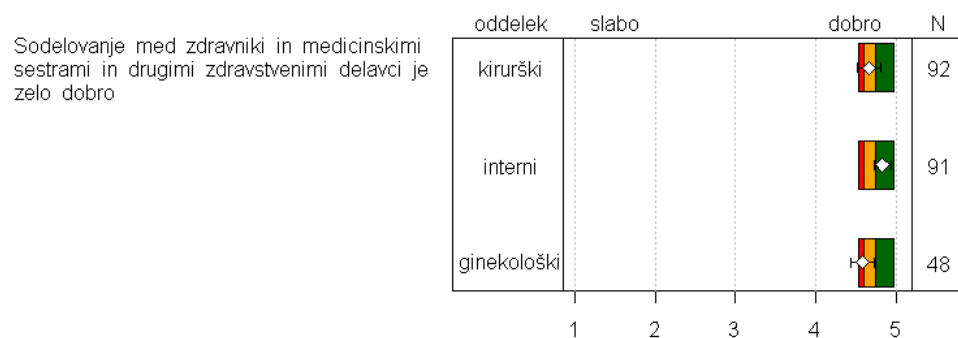 oddelek slabo dobro N
Sodelovanje med zdravniki in medicinskimi
sestrami in drugimi zdravstvenimi delavci je
zelo dobro
kirurški 92
interni 91
ginekološki 48
1 2 3 4 5